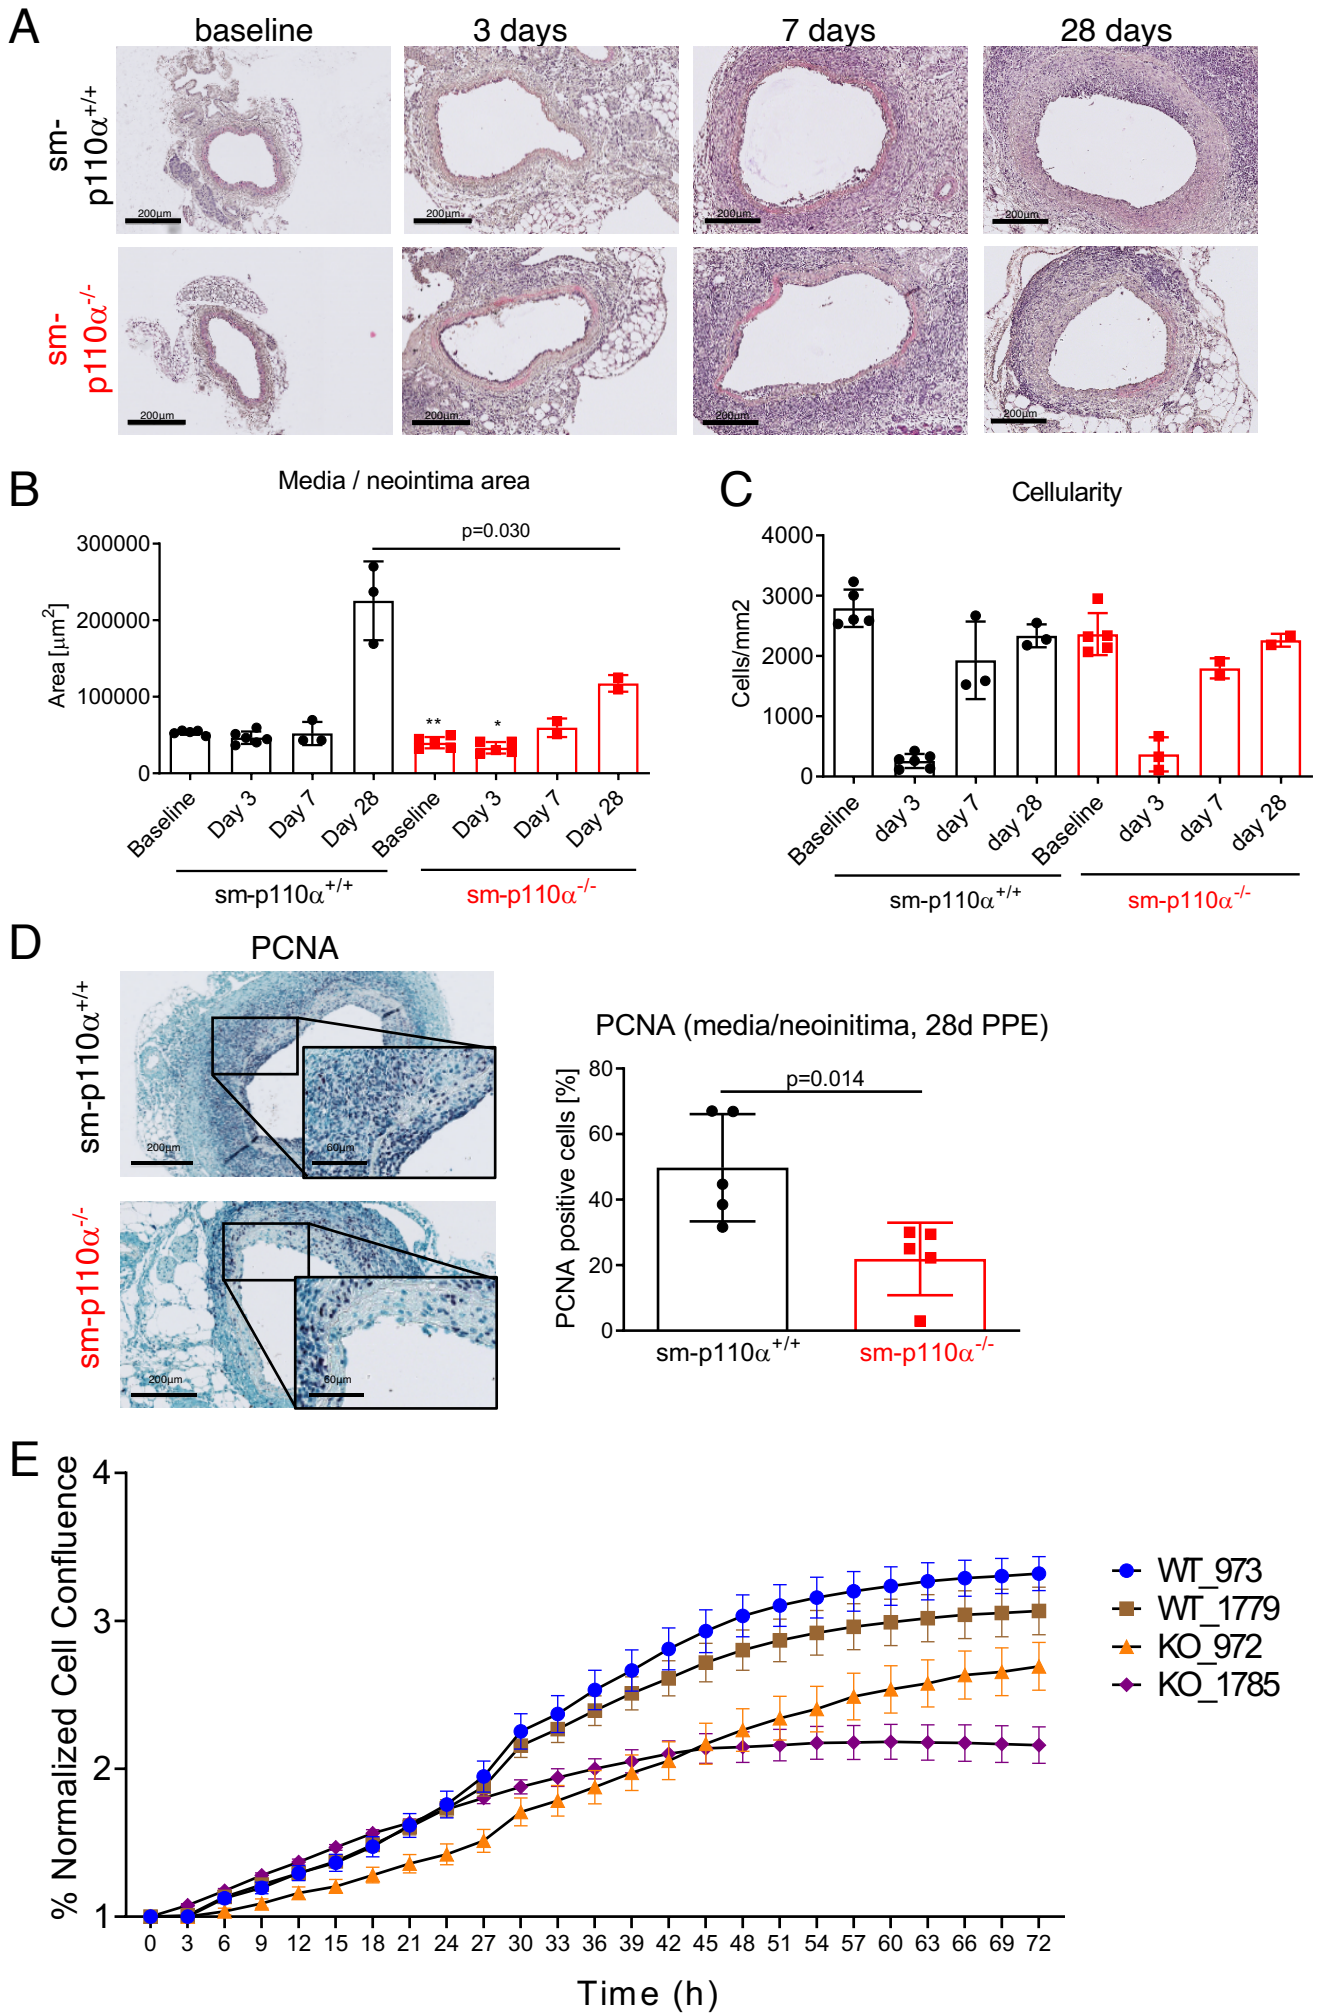 A
baseline
3 days
7 days
28 days
sm-
p110α+/+
200µm
200µm
200µm
200µm
sm-
p110α-/-
200µm
200µm
200µm
200µm
B
Media / neointima area
p=0.030
Area [µm2]
300000
200000
100000
0
**
*
Baseline
Day 3
Day 7
Day 28
Baseline
Day 3
Day 7
Day 28
sm-p110α+/+
sm-p110α-/-
C
Cellularity
Cells/mm2
4000
3000
2000
1000
0
Baseline
day 3
day 7
day 28
Baseline
day 3
day 7
day 28
sm-p110α+/+
sm-p110α-/-
D
PCNA
sm-p110α+/+
200µm
60µm
sm-p110α-/-
200µm
60µm
PCNA (media/neoinitima, 28d PPE)
p=0.014
PCNA positive cells [%]
80
60
40
20
0
sm-p110α+/+
sm-p110α-/-
E
% Normalized Cell Confluence
4
3
2
1
0 3 6 9 12 15 18 21 24 27 30 33 36 39 42 45 48 51 54 57 60 63 66 69 72
Time (h)
WT_973
WT_1779
KO_972
KO_1785